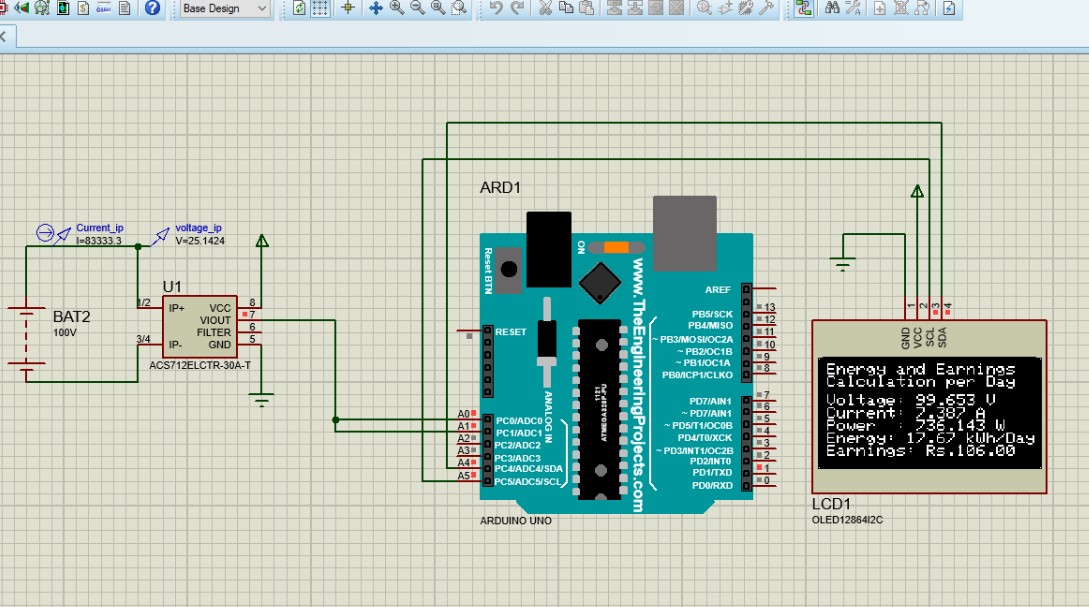 Base Design
Current_ip
I=83333.3
voltage_ip
V=25.1424
BAT2
100V
U1
1/2
3/4
IP+
IP-
VCC
VIOUT
FILTER
GND
8
7
6
5
ACS712ELCTR-30A-T
ARD1
Reset BTN
ON
www.TheEngineeringProjects.com
RESET
ANALOG IN
ATMEGA328P-PU
1121
A0
A1
A2
A3
A4
A5
PC0/ADC0
PC1/ADC1
PC2/ADC2
PC3/ADC3
PC4/ADC4/SDA
PC5/ADC5/SCL
AREF
PB5/SCK
PB4/MISO
~ PB3/MOSI/OC2A
~ PB2/OC1B
~ PB1/OC1A
PB0/ICP1/CLKO
13
12
11
10
9
8
PD7/AIN1
~ PD7/AIN1
~ PD5/T1/OC0B
PD4/T0/XCK
~ PD3/INT1/OC2B
PD2/INT0
PD1/TXD
PD0/RXD
7
6
5
4
3
2
1
0
ARDUINO UNO
1
2
3
4
GND
VCC
SCL
SDA
Energy and Earnings
Calculation per Day
Voltage: 99.653 V
Current: 7.387 A
Power : 736.143 W
Energy: 17.67 kWh/Day
Earnings: Rs.106.00
LCD1
OLED12864I2C